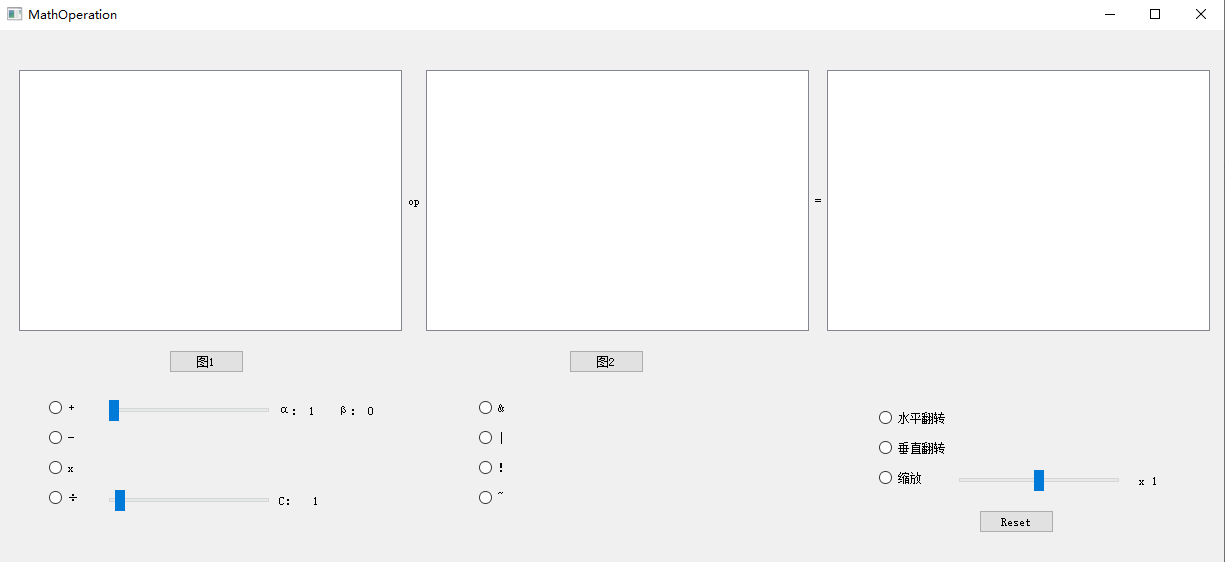 MathOperation
op
=
图1
图2
+
α: 1 β: 0
-
x
÷
C: 1
&
|
!
~
水平翻转
垂直翻转
缩放
x 1
Reset